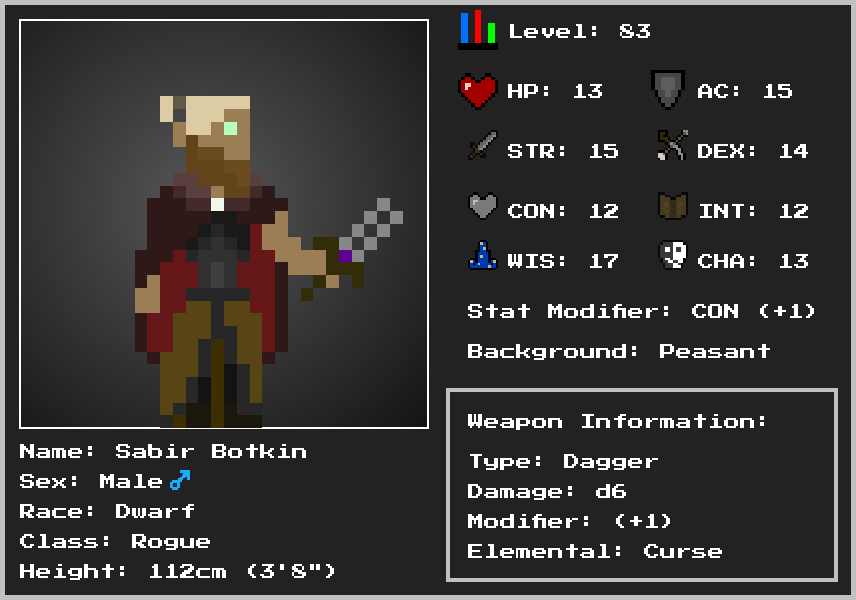 Level: 83
HP: 13 AC: 15
STR: 15 DEX: 14
CON: 12 INT: 12
WIS: 17 CHA: 13
Stat Modifier: CON (+1)
Background: Peasant
Weapon Information:
Type: Dagger
Damage: d6
Modifier: (+1)
Elemental: Curse
Name: Sabir Botkin
Sex: Male♂
Race: Dwarf
Class: Rogue
Height: 112cm (3'8")